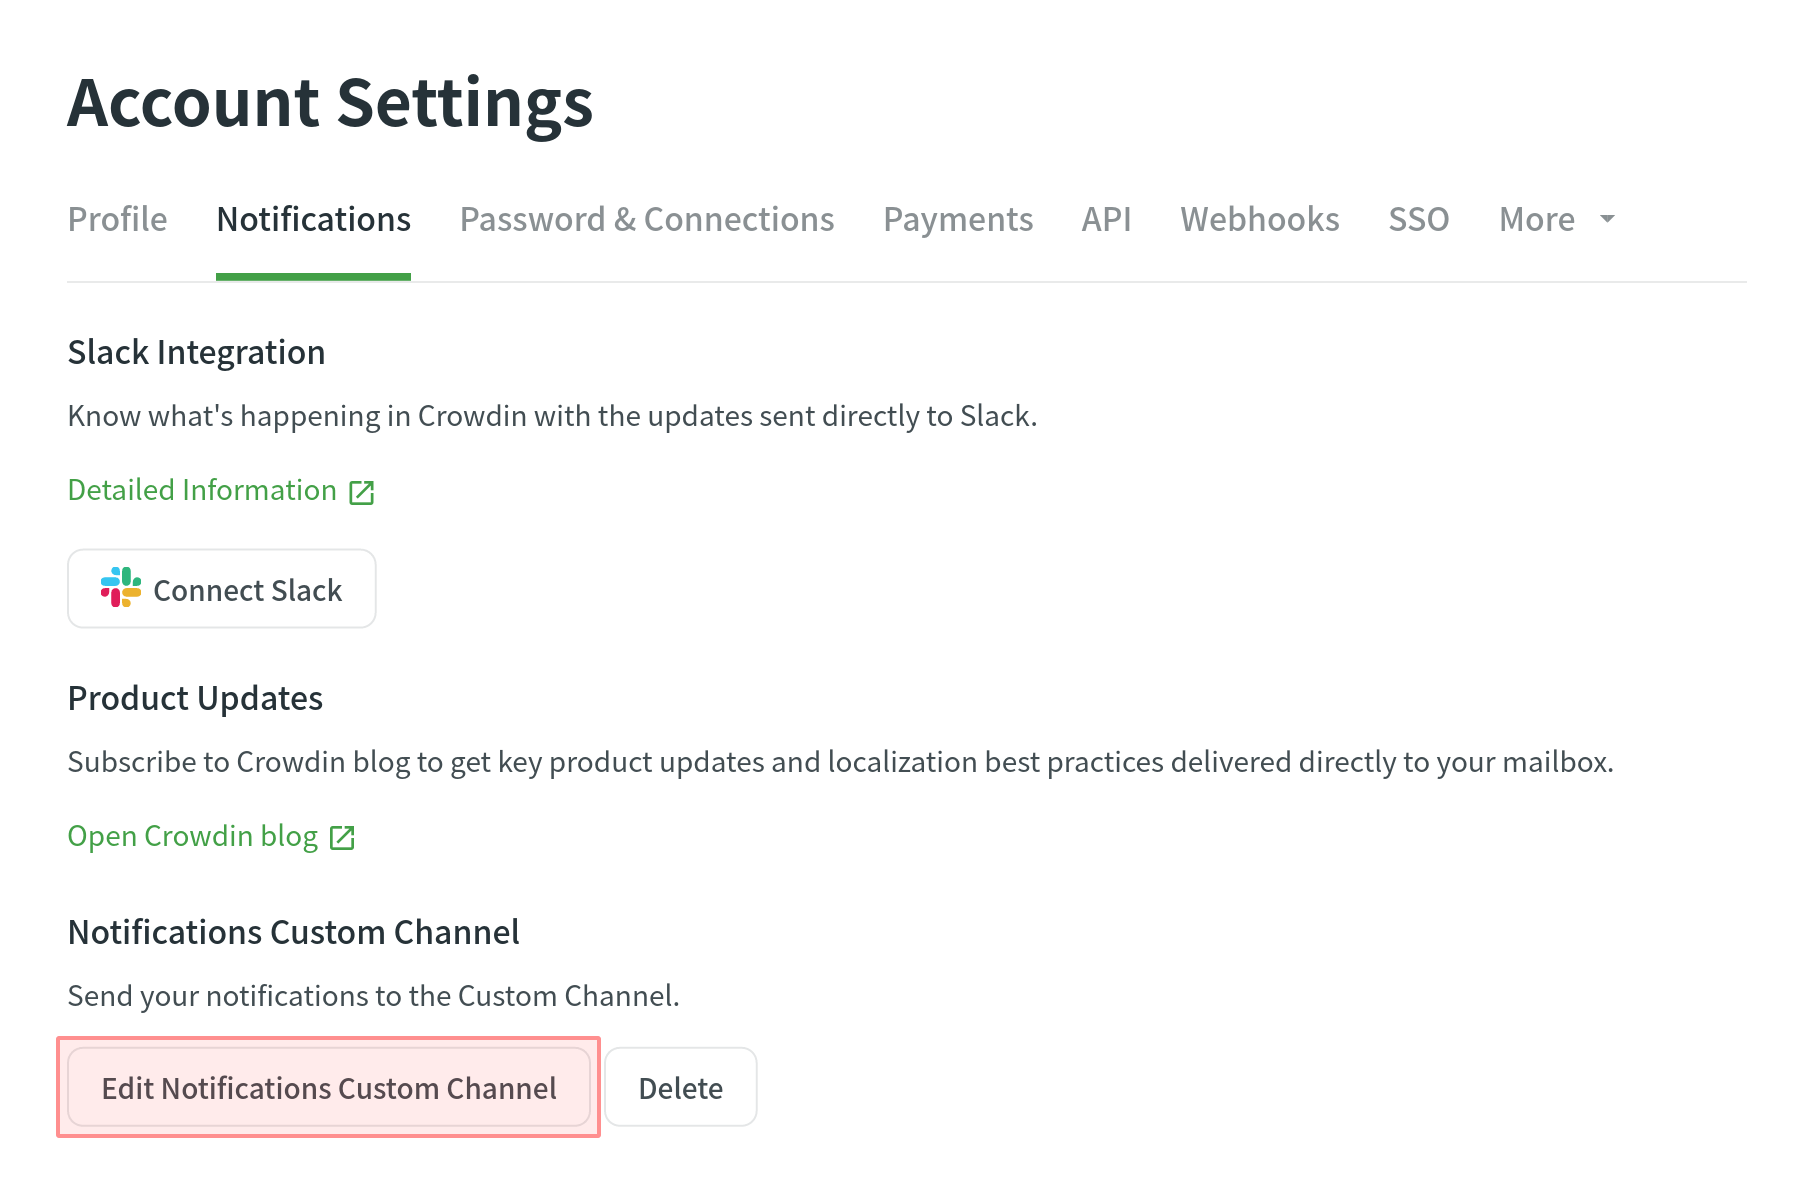 Account Settings
Profile Notifications Password & Connections Payments API Webhooks SSO More
Slack Integration
Know what's happening in Crowdin with the updates sent directly to Slack.
Detailed Information
Connect Slack
Product Updates
Subscribe to Crowdin blog to get key product updates and localization best practices delivered directly to your mailbox.
Open Crowdin blog
Notifications Custom Channel
Send your notifications to the Custom Channel.
Edit Notifications Custom Channel Delete